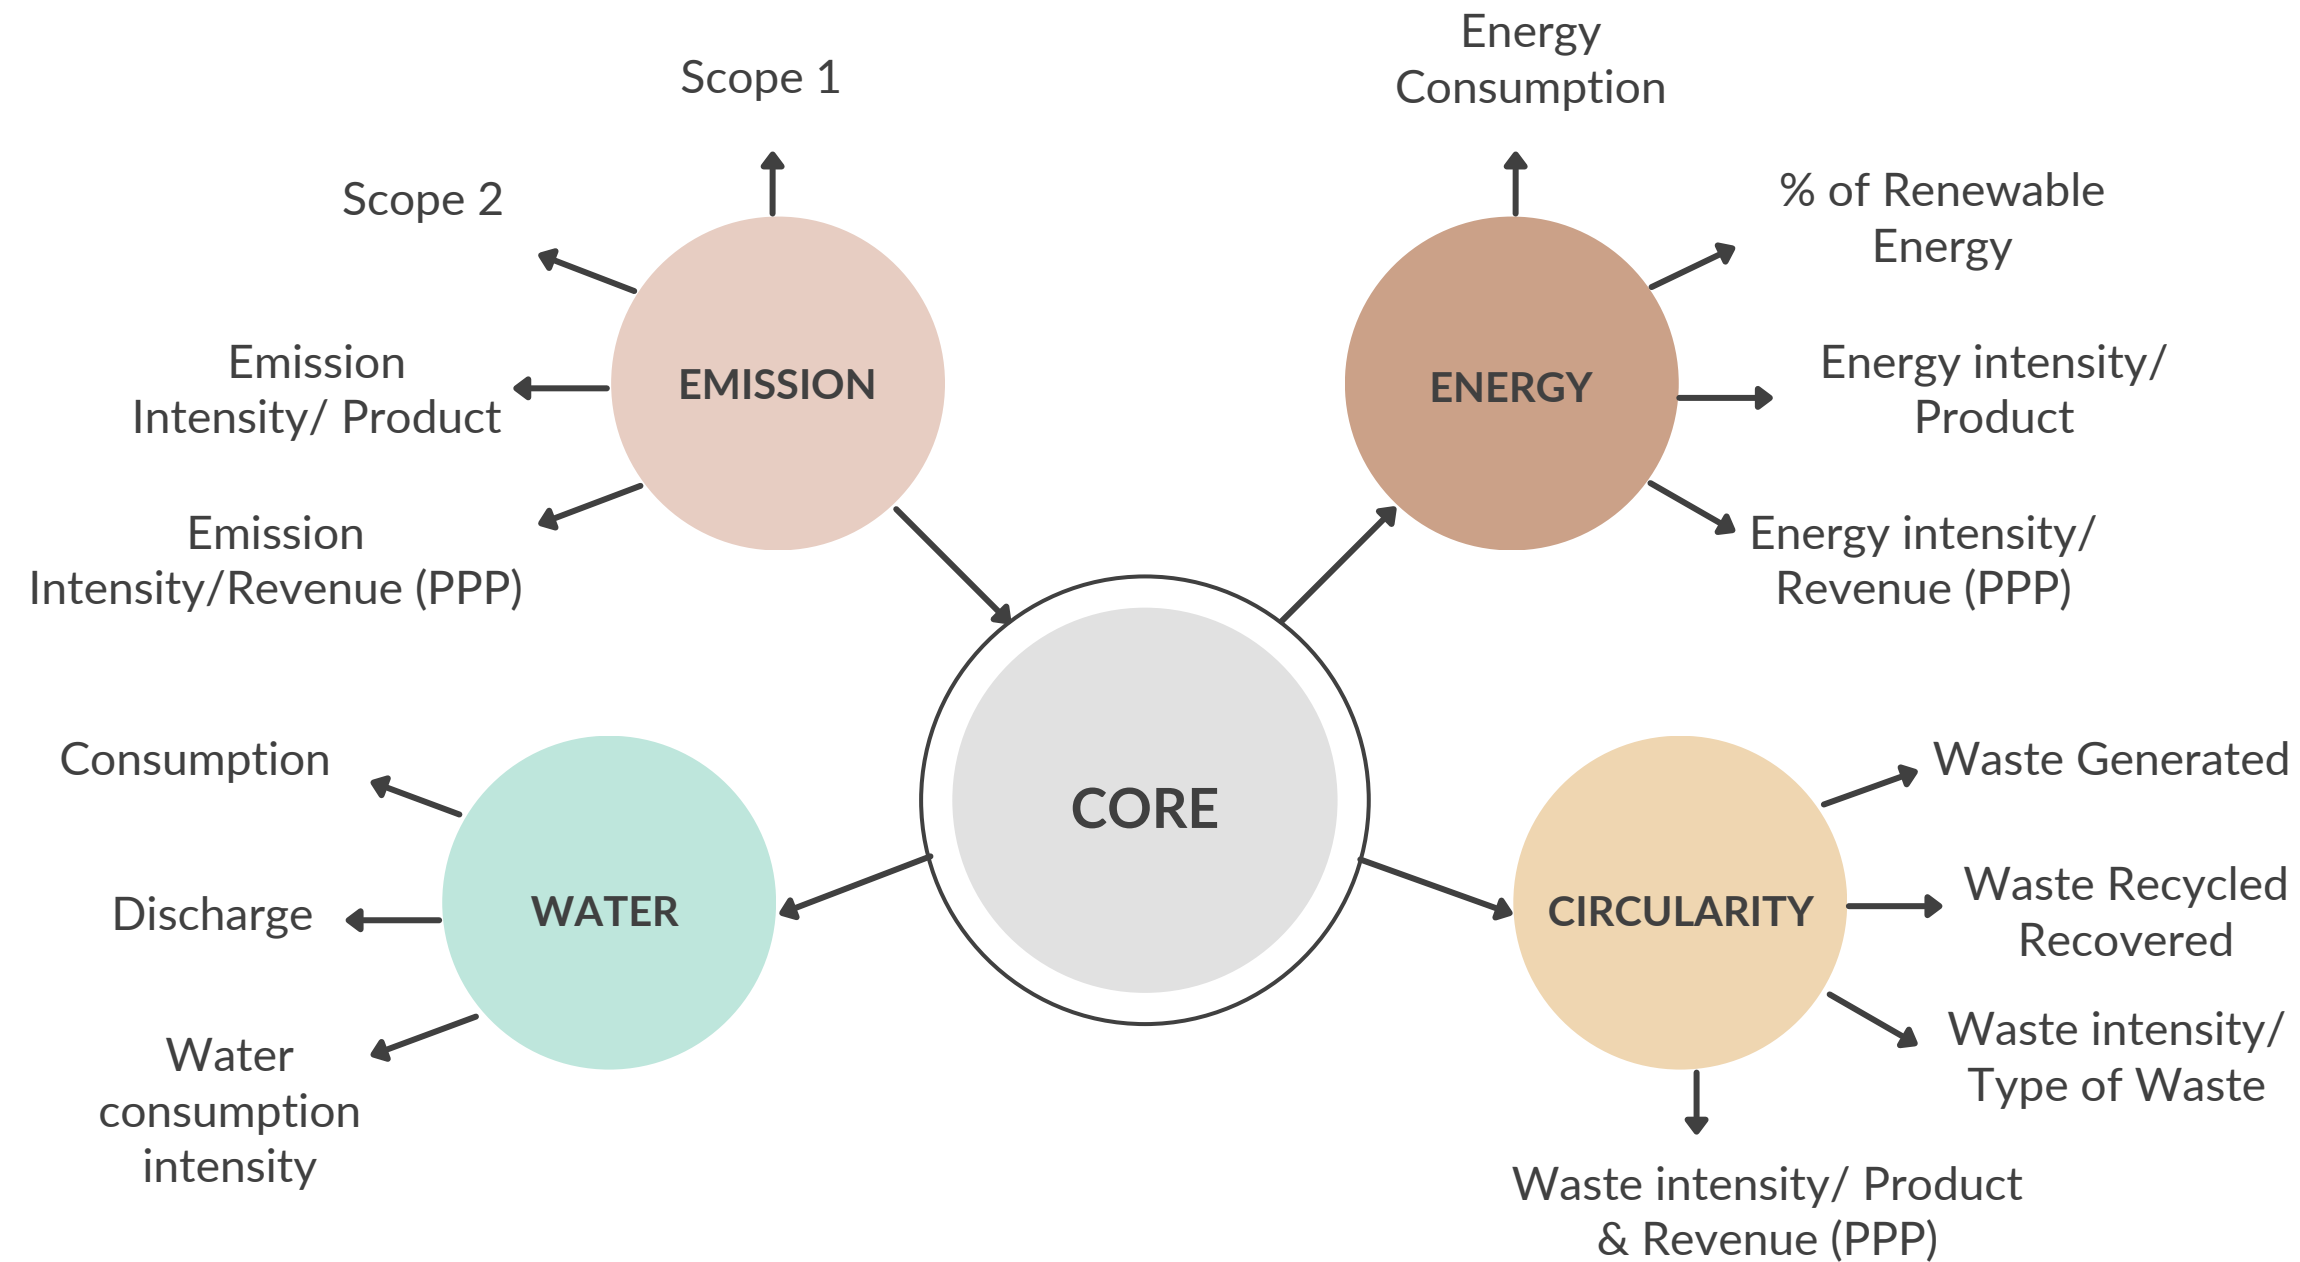 Scope 1
Scope 2
Emission
Intensity/ Product
Emission
Intensity/Revenue (PPP)
EMISSION
Energy
Consumption
% of Renewable
Energy
Energy intensity/
Product
Energy intensity/
Revenue (PPP)
ENERGY
CORE
Consumption
Discharge
Water
consumption
intensity
WATER
CIRCULARITY
Waste Generated
Waste Recycled
Recovered
Waste intensity/
Type of Waste
Waste intensity/ Product
& Revenue (PPP)